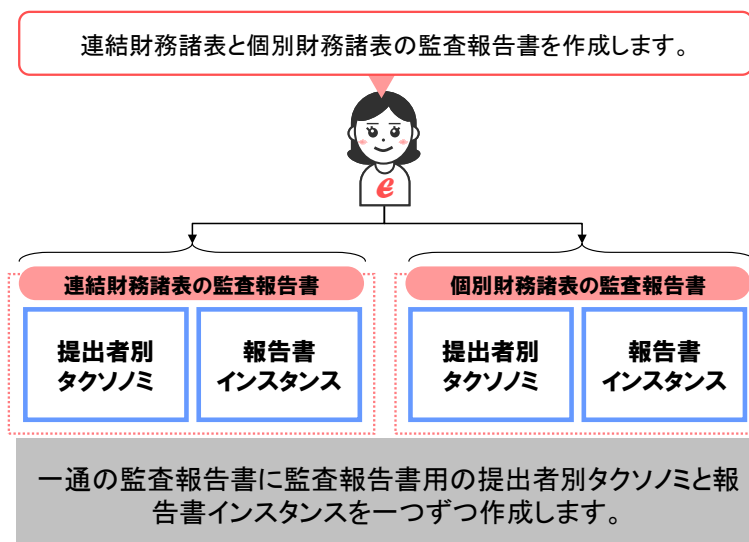 連結財務諸表と個別財務諸表の監査報告書を作成します。
e
連結財務諸表の監査報告書
個別財務諸表の監査報告書
提出者別
タクソノミ
報告書
インスタンス
提出者別
タクソノミ
報告書
インスタンス
一通の監査報告書に監査報告書用の提出者別タクソノミと報
告書インスタンスを一つずつ作成します。